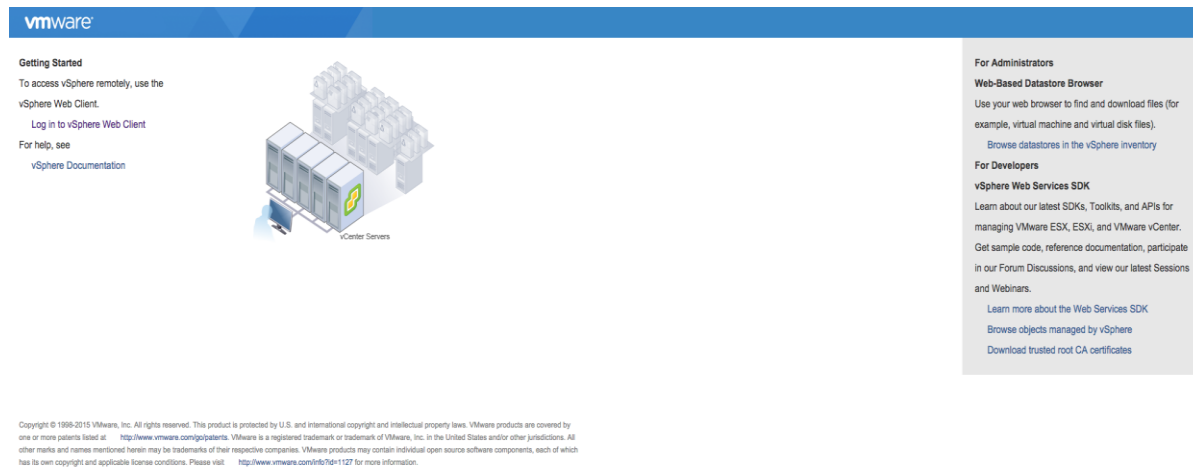 vmware
Getting Started
To access vSphere remotely, use the
vSphere Web Client.
Log in to vSphere Web Client
For help, see
vSphere Documentation
vCenter Servers
For Administrators
Web-Based Datastore Browser
Use your web browser to find and download files (for
example, virtual machine and virtual disk files).
Browse datastores in the vSphere inventory
For Developers
vSphere Web Services SDK
Learn about our latest SDKs, Toolkits, and APIs for
managing VMware ESX, ESXi, and VMware vCenter.
Get sample code, reference documentation, participate
in our Forum Discussions, and view our latest Sessions
and Webinars.
Learn more about the Web Services SDK
Browse objects managed by vSphere
Download trusted root CA certificates
Copyright © 1998-2015 VMware, Inc. All rights reserved. This product is protected by U.S. and international copyright and intellectual property laws. VMware products are covered by
one or more patents listed at http://www.vmware.com/go/patents. VMware is a registered trademark or trademark of VMware, Inc. in the United States and/or other jurisdictions. All
other marks and names mentioned herein may be trademarks of their respective companies. VMware products may contain individual open source software components, each of which
has its own copyright and applicable license conditions. Please visit http://www.vmware.com/info?id=1127 for more information.